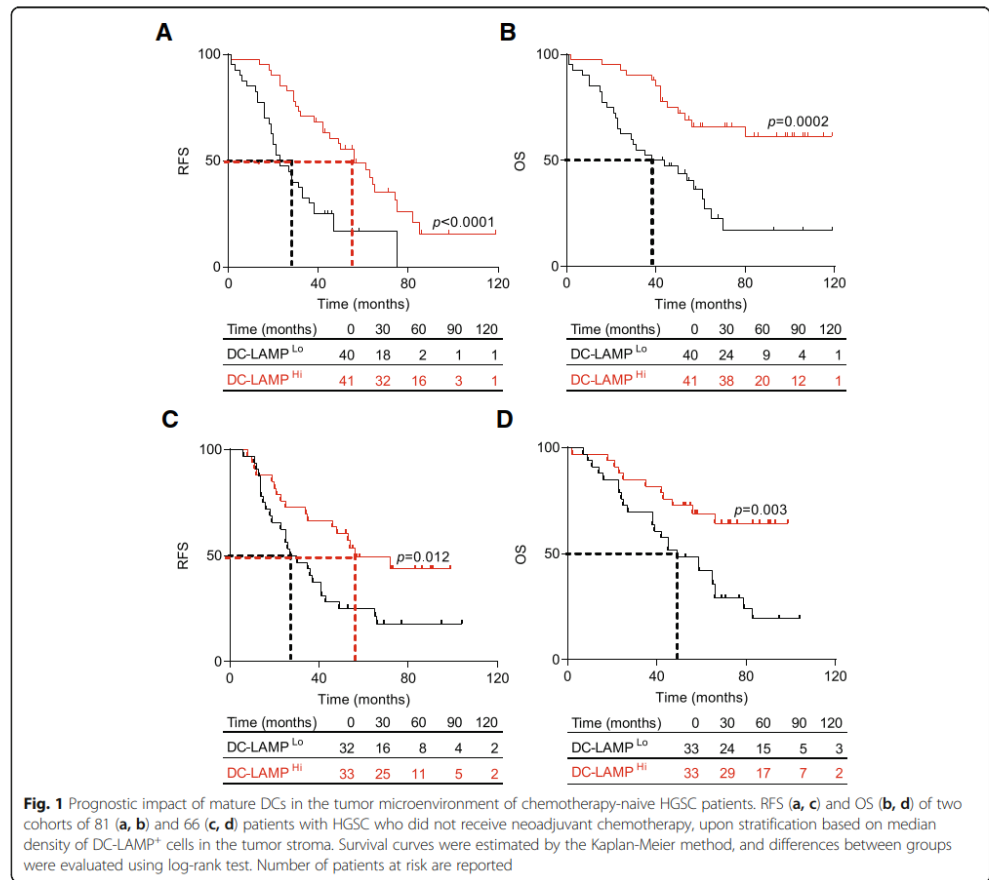 A
100
50
0
RFS
p<0.0001
0 40 80 120
Time (months)
Time (months) 0 30 60 90 120
DC-LAMP Lo 40 18 2 1 1
DC-LAMP Hi 41 32 16 3 1
B
100
50
0
OS
p=0.0002
0 40 80 120
Time (months)
Time (months) 0 30 60 90 120
DC-LAMP Lo 40 24 9 4 1
DC-LAMP Hi 41 38 20 12 1
C
100
50
0
RFS
p=0.012
0 40 80 120
Time (months)
Time (months) 0 30 60 90 120
DC-LAMP Lo 32 16 8 4 2
DC-LAMP Hi 33 25 11 5 2
D
100
50
0
OS
p=0.003
0 40 80 120
Time (months)
Time (months) 0 30 60 90 120
DC-LAMP Lo 33 24 15 5 3
DC-LAMP Hi 33 29 17 7 2
Fig. 1 Prognostic impact of mature DCs in the tumor microenvironment of chemotherapy-naive HGSC patients. RFS (a, c) and OS (b, d) of two
cohorts of 81 (a, b) and 66 (c, d) patients with HGSC who did not receive neoadjuvant chemotherapy, upon stratification based on median
density of DC-LAMP+ cells in the tumor stroma. Survival curves were estimated by the Kaplan-Meier method, and differences between groups
were evaluated using log-rank test. Number of patients at risk are reported